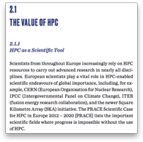 2.1
THE VALUE OF HPC
2.1.1
HPC as a Scientific Tool
Scientists from throughout Europe increasingly rely on HPC
resources to carry out advanced research in nearly all disci-
plines. European scientists play a vital role in HPC-enabled
scientific endeavours of global importance, including, for ex-
ample, CERN (European Organisation for Nuclear Research),
IPCC (Intergovernmental Panel on Climate Change), ITER
(fusion energy research collaboration), and the newer Square
Kilometre Array (SKA) initiative. The PRACE Scientific Case
for HPC in Europe 2012 – 2020 [PRACE] lists the important
scientific fields where progress is impossible without the use
of HPC.